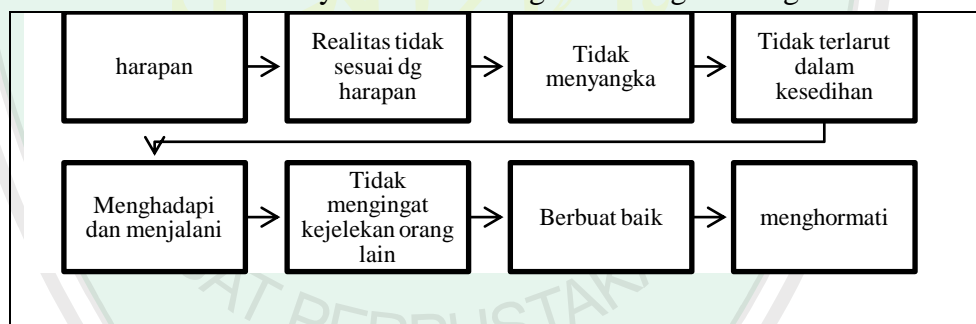 harapan
Realitas tidak
sesuai dg
harapan
Tidak
menyangka
Tidak terlarut
dalam
kesedihan
Menghadapi
dan menjalani
Tidak
mengingat
kejelekan orang
lain
Berbuat baik
menghormati